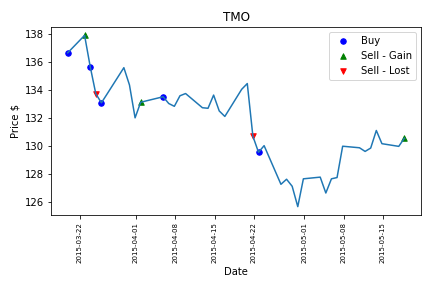 TMO
Buy
Sell - Gain
Sell - Lost
Price $
138
136
134
132
130
128
126
2015-03-22
2015-04-01
2015-04-08
2015-04-15
2015-04-22
2015-05-01
2015-05-08
2015-05-15
Date